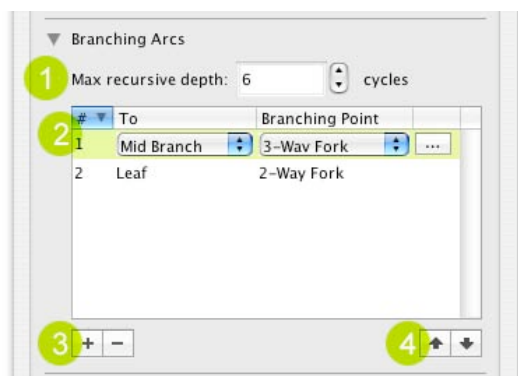 Branching Arcs
1 Max recursive depth: 6 cycles
# To Branching Point
2
1 Mid Branch 3-Way Fork ...
2 Leaf 2-Way Fork
3 + − 4